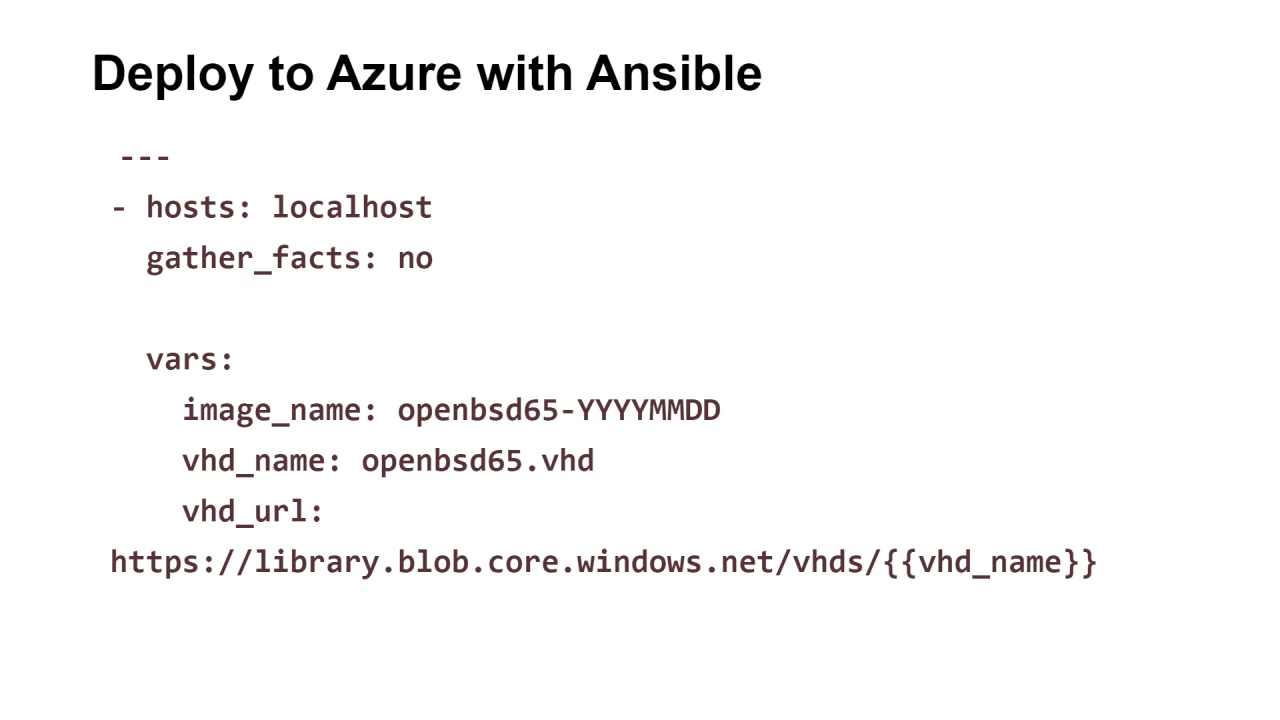 Deploy to Azure with Ansible
---
- hosts: localhost
gather_facts: no
vars:
image_name: openbsd65-YYYYMMDD
vhd_name: openbsd65.vhd
vhd_url:
https://library.blob.core.windows.net/vhds/{{vhd_name}}